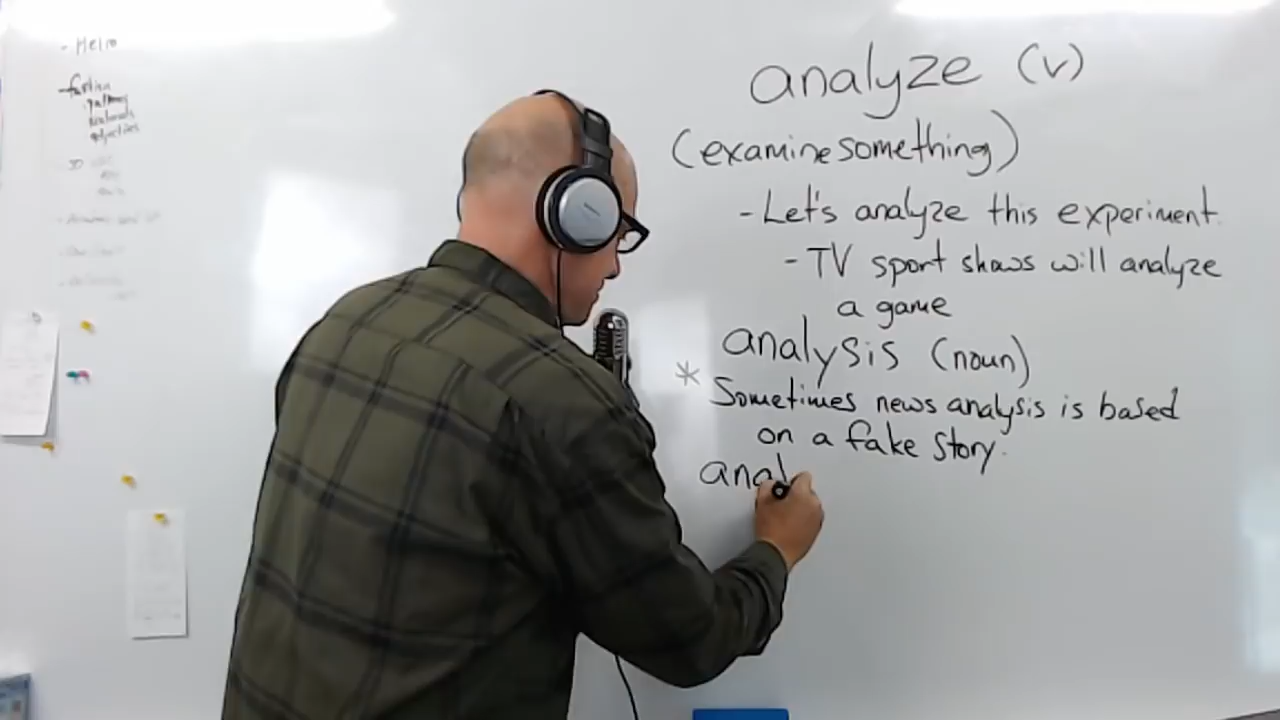 - Hello
analyze (v)
(examine something)
- Let's analyze this experiment.
- TV sport shows will analyze
a game
analysis (noun)
* Sometimes news analysis is based
on a fake story.
anal